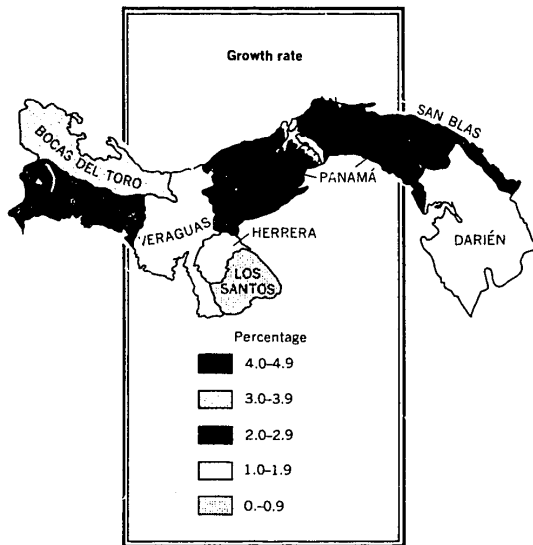 Growth rate
SAN BLAS
BOCAS DEL TORO
PANAMÁ
VERAGUAS
HERRERA
DARIÉN
LOS
SANTOS
Percentage
4.0–4.9
3.0–3.9
2.0–2.9
1.0–1.9
0.–0.9